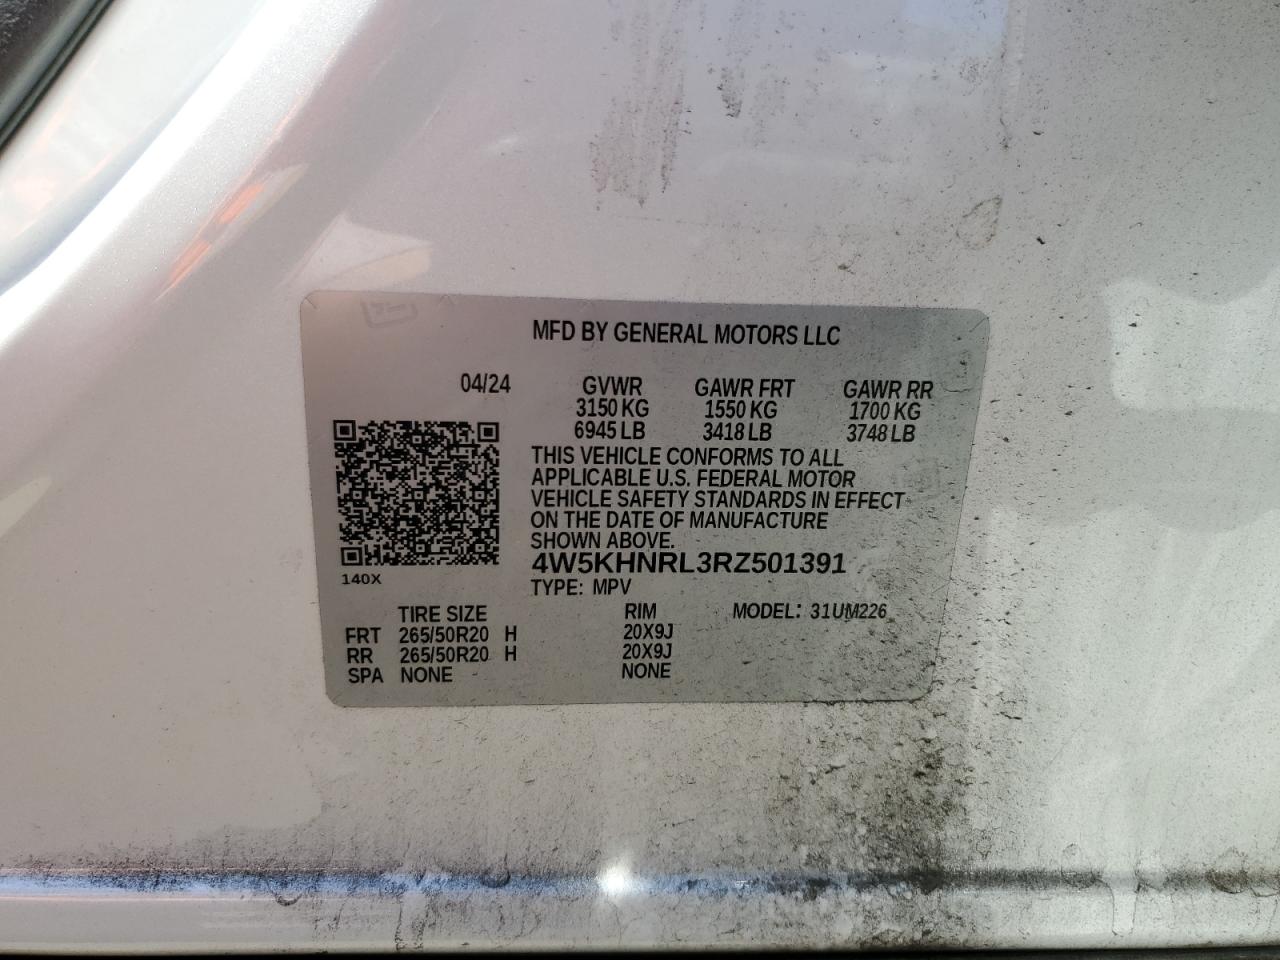 MFD BY GENERAL MOTORS LLC
04/24 GVWR GAWR FRT GAWR RR
3150 KG 1550 KG 1700 KG
6945 LB 3418 LB 3748 LB
THIS VEHICLE CONFORMS TO ALL
APPLICABLE U.S. FEDERAL MOTOR
VEHICLE SAFETY STANDARDS IN EFFECT
ON THE DATE OF MANUFACTURE
SHOWN ABOVE.
4W5KHNRL3RZ501391
140X
TYPE: MPV
TIRE SIZE RIM MODEL: 31UM226
FRT 265/50R20 H 20X9J
RR 265/50R20 H 20X9J
SPA NONE NONE